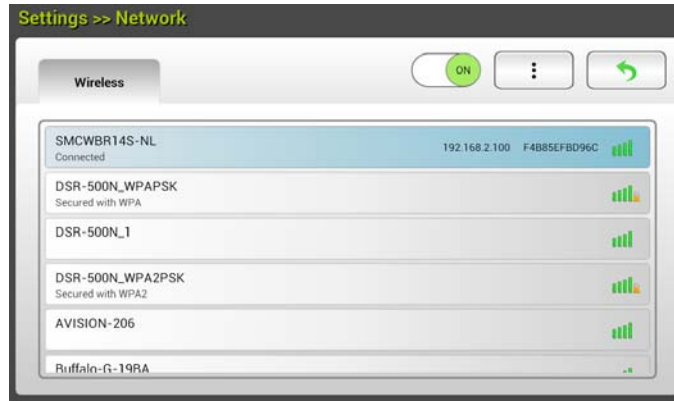 Settings >> Network
Wireless
ON
SMCWBR14S-NL
Connected
192.168.2.100 F4B85EFBD96C
DSR-500N_WPAPSK
Secured with WPA
DSR-500N_1
DSR-500N_WPA2PSK
Secured with WPA2
AVISION-206
Buffalo-G-19BA